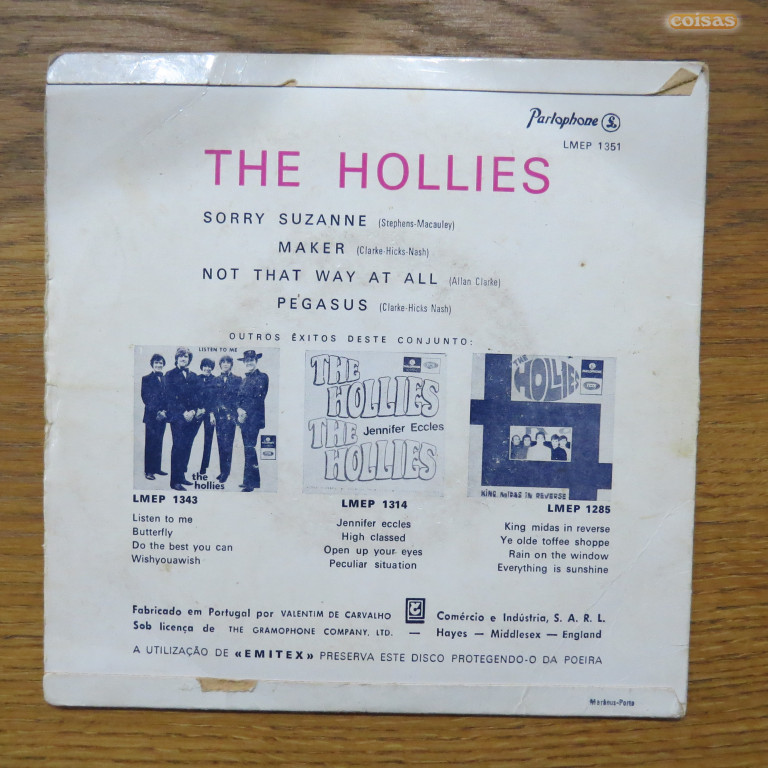 coisas
Parlophone
LMEP 1351
THE HOLLIES
SORRY SUZANNE (Stephens-Macauley)
MAKER (Clarke-Hicks-Nash)
NOT THAT WAY AT ALL (Allan Clarke)
PEGASUS (Clarke-Hicks Nash)
OUTROS ÊXITOS DESTE CONJUNTO:
LISTEN TO ME
the
hollies
LMEP 1343
Listen to me
Butterfly
Do the best you can
Wishyouawish
THE
HOLLIES
Jennifer Eccles
THE
HOLLIES
LMEP 1314
Jennifer eccles
High classed
Open up your eyes
Peculiar situation
THE
HOLLIES
KING MIDAS IN REVERSE
LMEP 1285
King midas in reverse
Ye olde toffee shoppe
Rain on the window
Everything is sunshine
Fabricado em Portugal por VALENTIM DE CARVALHO Comércio e Indústria, S. A. R. L.
Sob licença de THE GRAMOPHONE COMPANY, LTD. — Hayes — Middlesex — England
A UTILIZAÇÃO DE «EMITEX» PRESERVA ESTE DISCO PROTEGENDO-O DA POEIRA